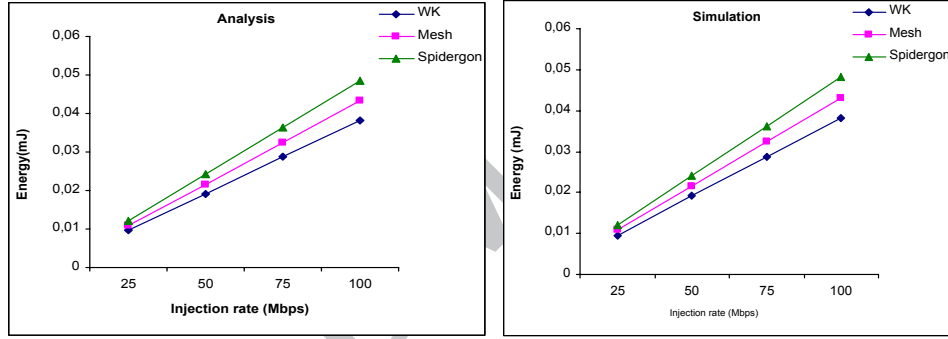 Analysis
WK
Mesh
Spidergon
0,06
0,05
0,04
0,03
0,02
0,01
0
Energy(mJ)
25 50 75 100
Injection rate (Mbps)
Simulation
WK
Mesh
Spidergon
0,06
0,05
0,04
0,03
0,02
0,01
0
Energy (mJ)
25 50 75 100
Injection rate (Mbps)